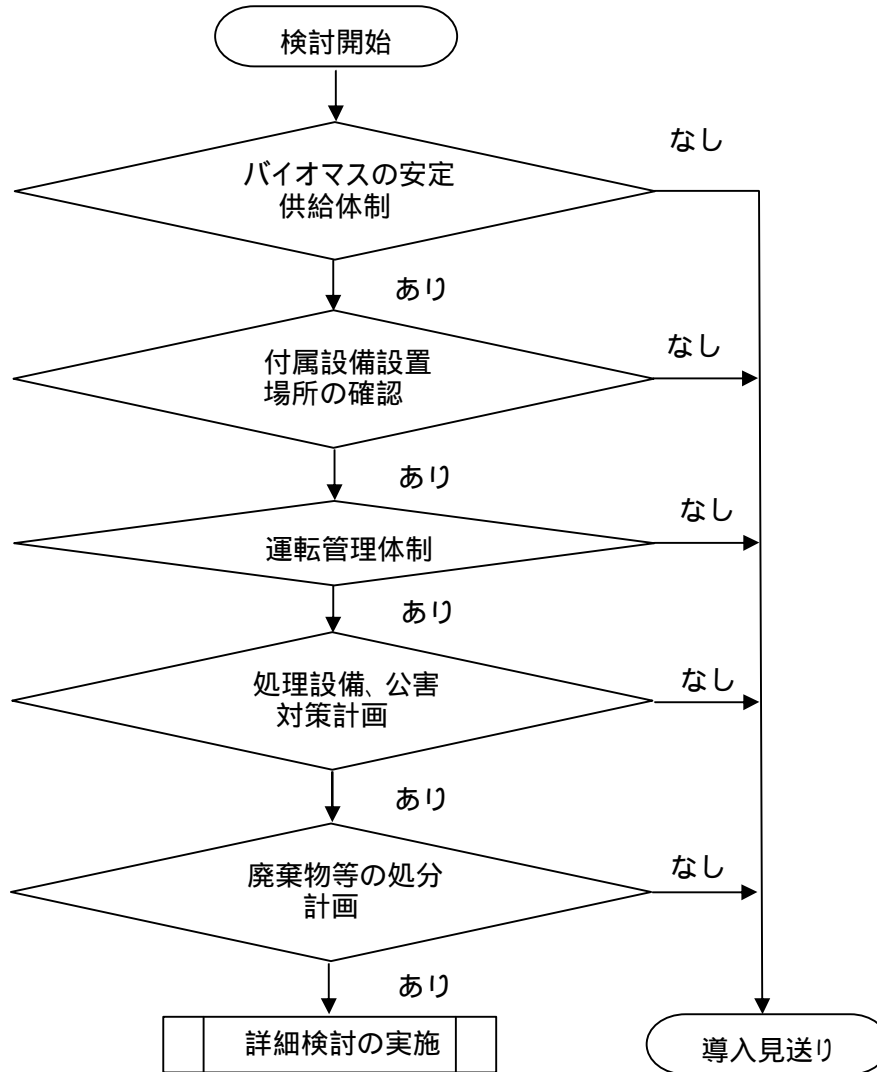 検討開始
なし
バイオマスの安定
供給体制
あり
なし
付属設備設置
場所の確認
あり
なし
運転管理体制
あり
なし
処理設備、公害
対策計画
あり
なし
廃棄物等の処分
計画
あり
詳細検討の実施
導入見送り